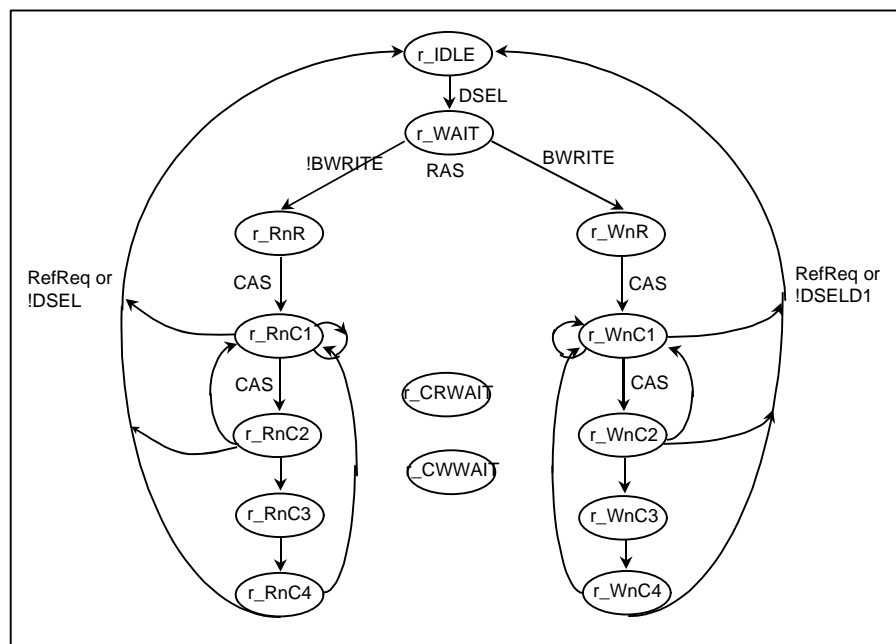 r_IDLE
DSEL
r_WAIT
!BWRITE
BWRITE
RAS
r_RnR
r_WnR
CAS
CAS
RefReq or
!DSEL
RefReq or
!DSELD1
r_RnC1
r_WnC1
CAS
CAS
r_CRWAIT
r_RnC2
r_WnC2
r_CWWAIT
r_RnC3
r_WnC3
r_RnC4
r_WnC4